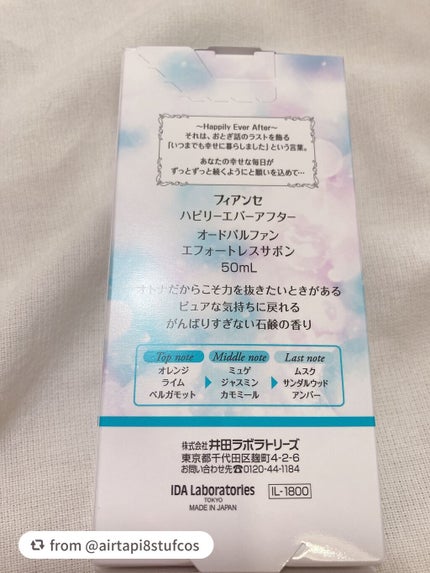 ～Happily Ever After～
それは、おとぎ話のラストを飾る
「いつまでも幸せに暮らしました」という言葉。
あなたの幸せな毎日が
ずっとずっと続くようにと願いを込めて…
フィアンセ
ハピリーエバーアフター
オードパルファン
エフォートレスサボン
50mL
オトナだからこそ力を抜きたいときがある
ピュアな気持ちに戻れる
がんばりすぎない石鹸の香り
Top note Middle note Last note
オレンジ ミュゲ ムスク
ライム ジャスミン サンダルウッド
ベルガモット カモミール アンバー
株式会社 井田ラボラトリーズ
東京都千代田区麹町4-2-6
お問い合わせ先☎0120-44-1184
IDA Laboratories IL-1800
TOKYO
MADE IN JAPAN
from @airtapi8stufcos